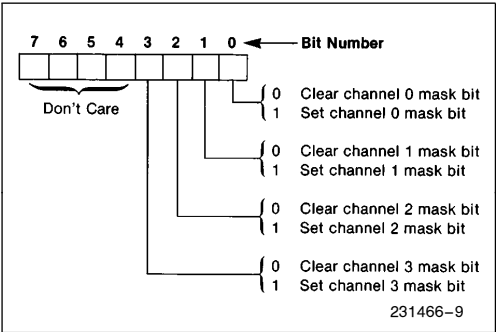 7 6 5 4 3 2 1 0 Bit Number
Don't Care
0 Clear channel 0 mask bit
1 Set channel 0 mask bit
0 Clear channel 1 mask bit
1 Set channel 1 mask bit
0 Clear channel 2 mask bit
1 Set channel 2 mask bit
0 Clear channel 3 mask bit
1 Set channel 3 mask bit
231466–9